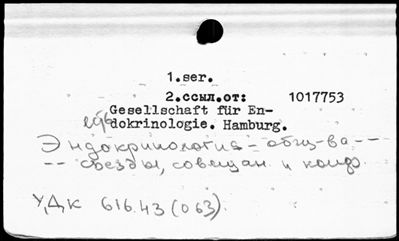 1.ser.
2.ссыл.от: 1017753
Gesellschaft für En-
dokrinologie. Hamburg.
Эндокринология - общ-ва --
-- съезды, совещан. и конф.
УДК 616.43 (063).